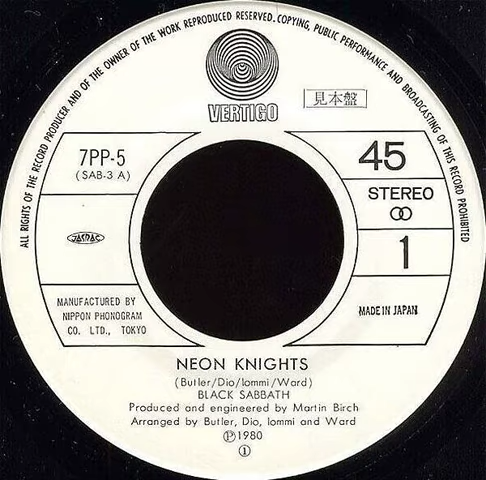 ALL RIGHTS OF THE RECORD PRODUCER AND OF THE OWNER OF THE WORK REPRODUCED RESERVED. COPYING, PUBLIC PERFORMANCE AND BROADCASTING OF THIS RECORD PROHIBITED
VERTIGO
見本盤
7PP-5
(SAB-3 A)
45
STEREO
JASRAC
1
MANUFACTURED BY
NIPPON PHONOGRAM
CO. LTD., TOKYO
MADE IN JAPAN
NEON KNIGHTS
(Butler/Dio/Iommi/Ward)
BLACK SABBATH
Produced and engineered by Martin Birch
Arranged by Butler, Dio, Iommi and Ward
Ⓟ1980
①